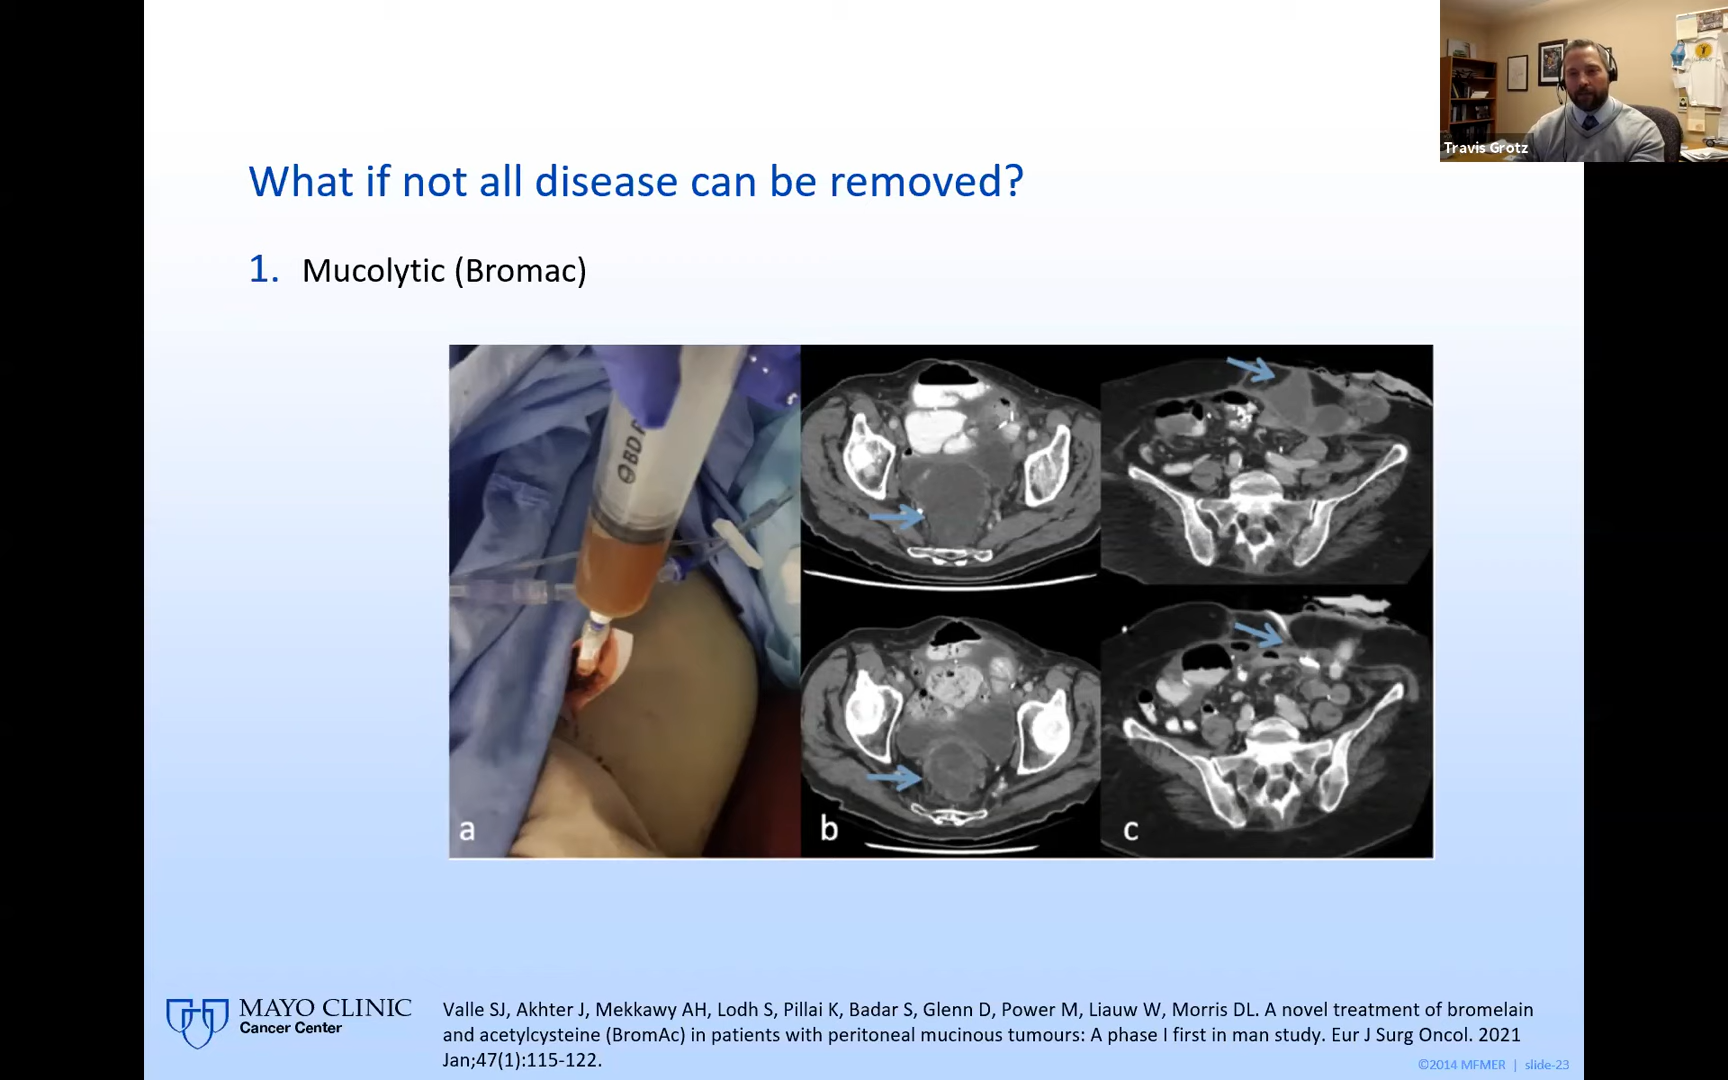 Travis Grotz
What if not all disease can be removed?
1. Mucolytic (Bromac)
BD
a
b
c
MAYO CLINIC
Cancer Center
Valle SJ, Akhter J, Mekkawy AH, Lodh S, Pillai K, Badar S, Glenn D, Power M, Liauw W, Morris DL. A novel treatment of bromelain
and acetylcysteine (BromAc) in patients with peritoneal mucinous tumours: A phase I first in man study. Eur J Surg Oncol. 2021
Jan;47(1):115-122.
©2014 MFMER | slide-23